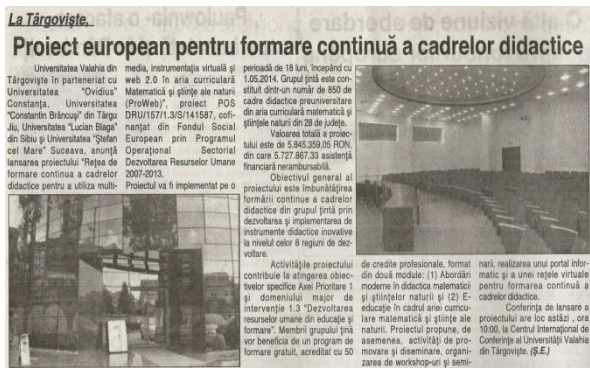 La Târgovişte,
Proiect european pentru formare continuă a cadrelor didactice
Universitatea Valahia din
Târgovişte în parteneriat cu
Universitatea "Ovidius"
Constanţa, Universitatea
"Constantin Brâncuşi" din Târgu
Jiu, Universitatea "Lucian Blaga"
din Sibiu şi Universitatea "Ştefan
cel Mare" Suceava, anunţă
lansarea proiectului "Reţea de
formare continua a cadrelor
didactice pentru a utiliza multi-
media, instrumentaţia virtuală şi
web 2.0 în aria curriculară
Matematică şi ştiinţe ale naturii
(ProWeb)", proiect POS
DRU/157/1.3/S/141587, cofi-
nanţat din Fondul Social
European prin Programul
Operaţional Sectorial
Dezvoltarea Resurselor Umane
2007-2013.
Proiectul va fi implementat pe o
perioadă de 18 luni, începând cu
1.05.2014. Grupul ţintă este con-
stituit dintr-un număr de 850 de
cadre didactice preuniversitare
din aria curriculară matematică şi
ştiinţele naturii din 28 de judeţe.
Valoarea totală a proiectu-
lui este de 5.845.359,05 RON,
din care 5.727.867,33 asistenţă
financiară nerambursabilă.
Obiectivul general al
proiectului este îmbunătăţirea
formării continue a cadrelor
didactice din grupul ţintă prin
dezvoltarea şi implementarea de
instrumente didactice inovative
la nivelul celor 8 regiuni de dez-
voltare.
Activităţile proiectului
contribuie la atingerea obiec-
tivelor specifice Axei Prioritare 1
şi domeniului major de
intervenţie 1.3 "Dezvoltarea
resurselor umane din educaţie şi
formare". Membrii grupului ţintă
vor beneficia de un program de
formare gratuit, acreditat cu 50
de credite profesionale, format
din două module: (1) Abordări
moderne în didactica matematicii
şi ştiinţelor naturii şi (2) E-
educaţie în cadrul ariei curricu-
lare matematică şi ştiinţe ale
naturii. Proiectul propune, de
asemenea, activităţi de pro-
movare şi diseminare, organiza-
rea de workshop-uri şi semi-
narii, realizarea unui portal infor-
matic şi a unei reţele virtuale
pentru formarea continuă a
cadrelor didactice.
Conferinţa de lansare a
proiectului are loc astăzi , ora
10:00, la Centrul Internaţional de
Conferinţe al Universităţii Valahia
din Târgovişte. (Ş.E.)